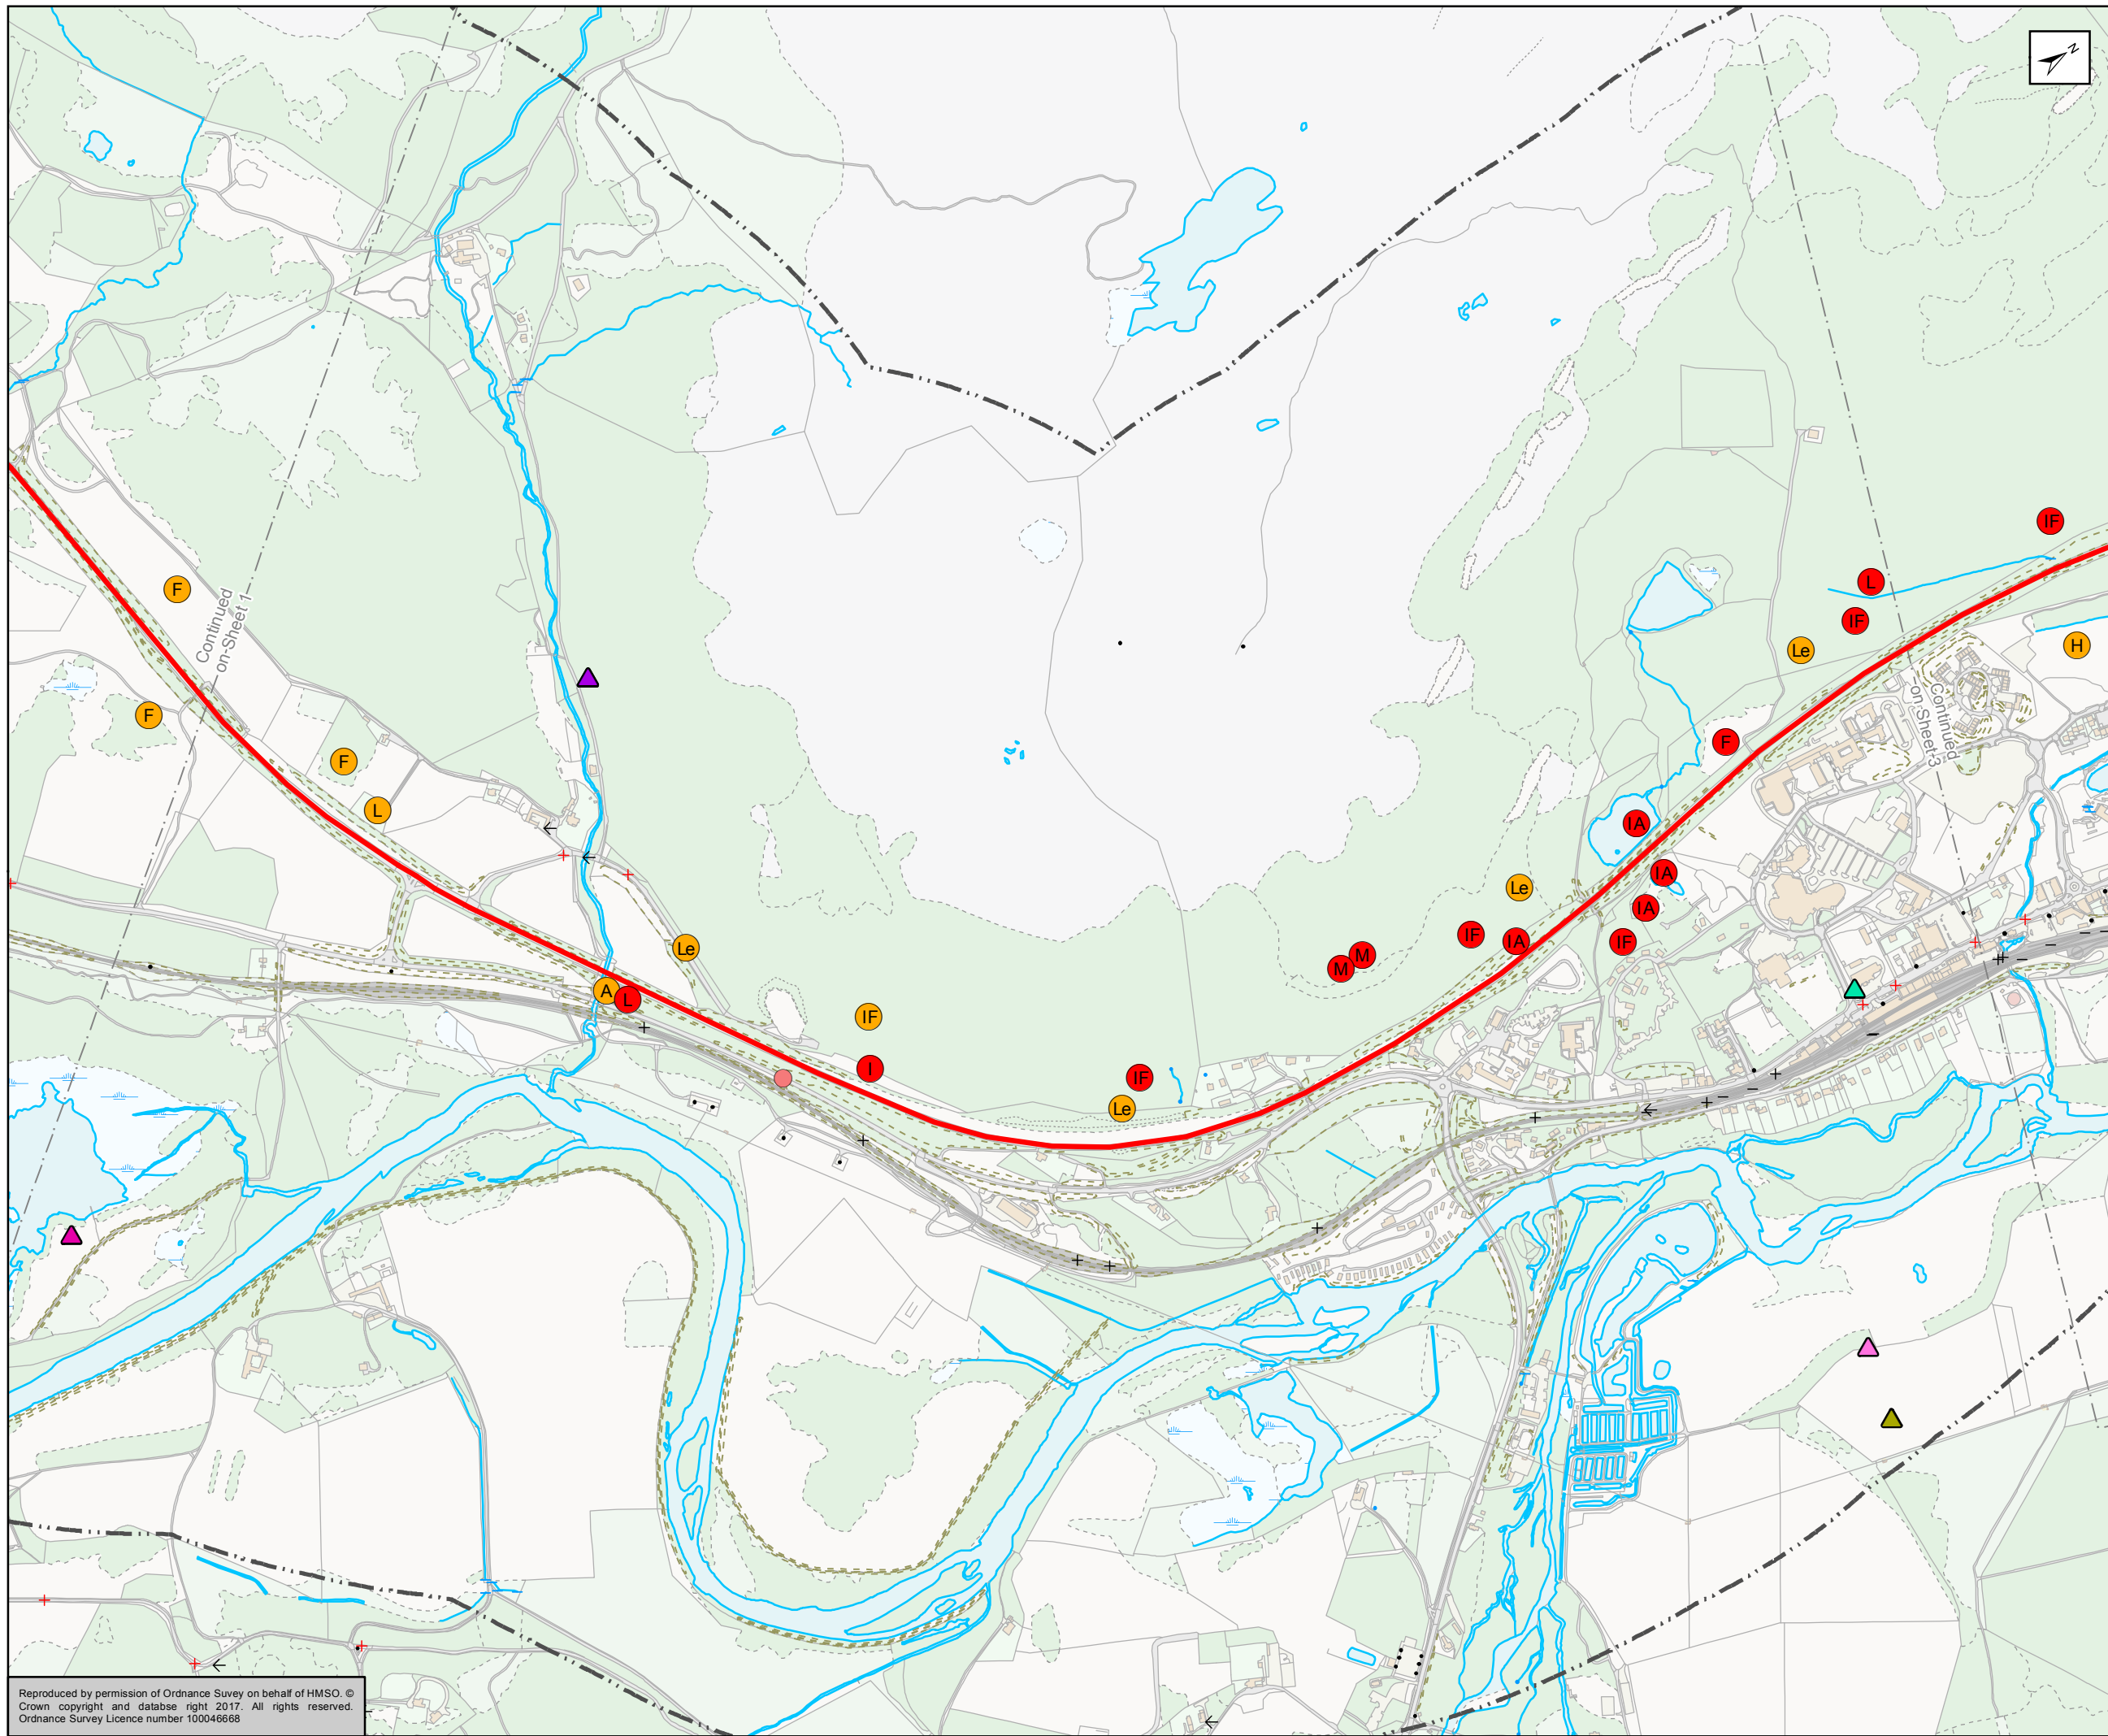 N
IF
L
IF
F
Continued
on-Sheet 1
Le
H
F
Continued
on-Sheet-3
F
F
L
IA
IA
Le
IA
IF
IA
IF
Le
M
M
A
L
IF
I
IF
Le
Reproduced by permission of Ordnance Suvey on behalf of HMSO. ©
Crown copyright and databse right 2017. All rights reserved.
Ordnance Survey Licence number 100046668